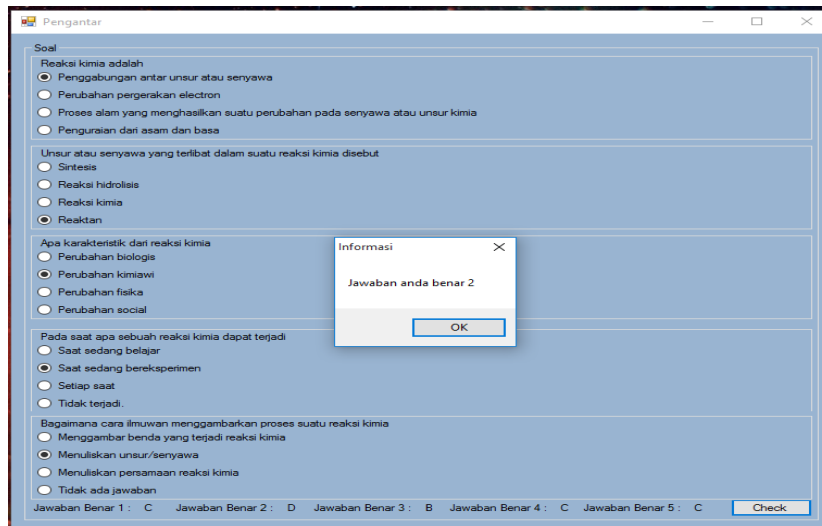 Pengantar
Soal
Reaksi kimia adalah
Penggabungan antar unsur atau senyawa
Perubahan pergerakan electron
Proses alam yang menghasilkan suatu perubahan pada senyawa atau unsur kimia
Penguraian dari asam dan basa
Unsur atau senyawa yang terlibat dalam suatu reaksi kimia disebut
Sintesis
Reaksi hidrolisis
Reaksi kimia
Reaktan
Apa karakteristik dari reaksi kimia
Perubahan biologis
Perubahan kimiawi
Perubahan fisika
Perubahan social
Informasi
Jawaban anda benar 2
OK
Pada saat apa sebuah reaksi kimia dapat terjadi
Saat sedang belajar
Saat sedang bereksperimen
Setiap saat
Tidak terjadi.
Bagaimana cara ilmuwan menggambarkan proses suatu reaksi kimia
Menggambar benda yang terjadi reaksi kimia
Menuliskan unsur/senyawa
Menuliskan persamaan reaksi kimia
Tidak ada jawaban
Jawaban Benar 1 : C Jawaban Benar 2 : D Jawaban Benar 3 : B Jawaban Benar 4 : C Jawaban Benar 5 : C Check